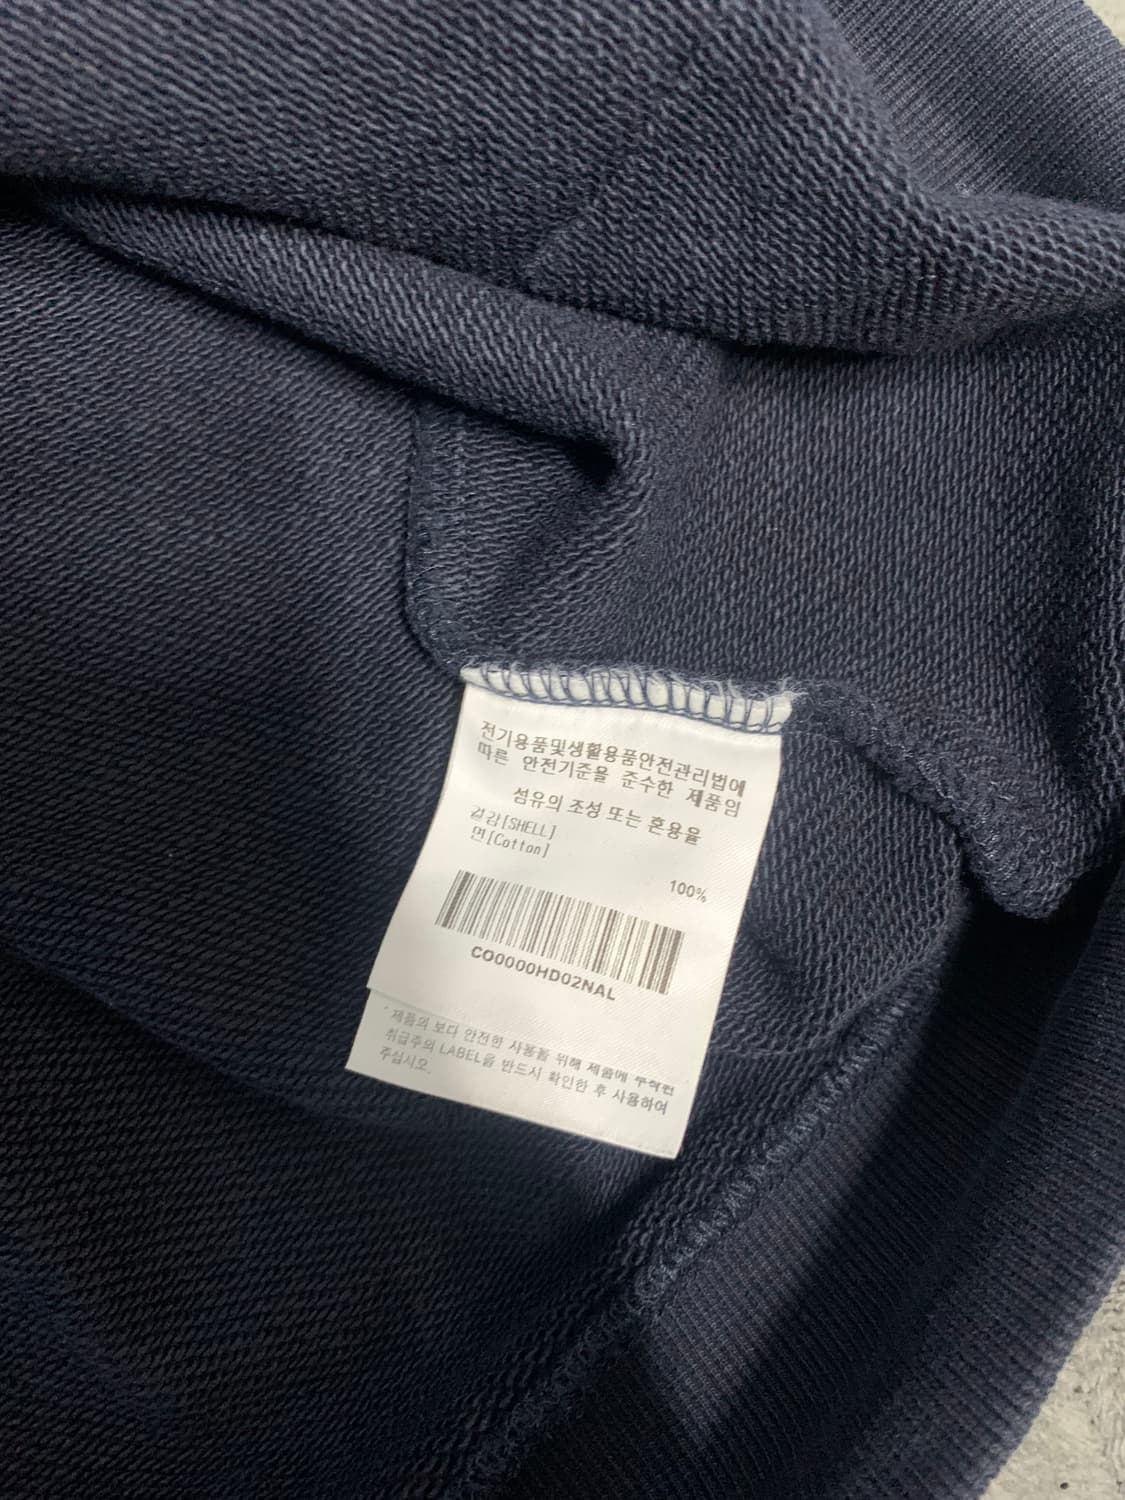 전기용품및생활용품안전관리법에
따른 안전기준을 준수한 제품임
섬유의 조성 또는 혼용율
겉감[SHELL]
면[Cotton]
100%
CO0000HD02NAL
제품의 보다 안전한 사용을 위해 제품에 부착된
취급주의 LABEL을 반드시 확인한 후 사용하여
주십시오.